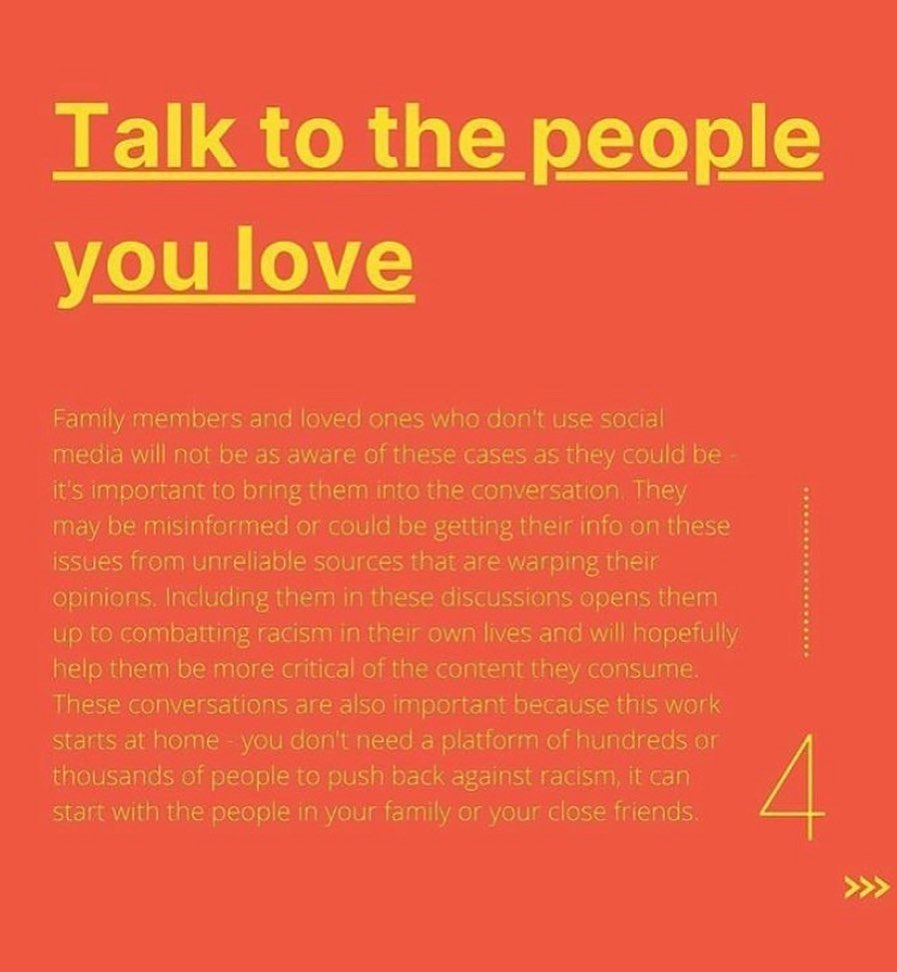 Talk to the people
you love
Family members and loved ones who don't use social
media will not be as aware of these cases as they could be -
it's important to bring them into the conversation. They
may be misinformed or could be getting their info on these
issues from unreliable sources that are warping their
opinions. Including them in these discussions opens them
up to combatting racism in their own lives and will hopefully
help them be more critical of the content they consume.
These conversations are also important because this work
starts at home - you don't need a platform of hundreds or
thousands of people to push back against racism, it can
start with the people in your family or your close friends.
4
>>>